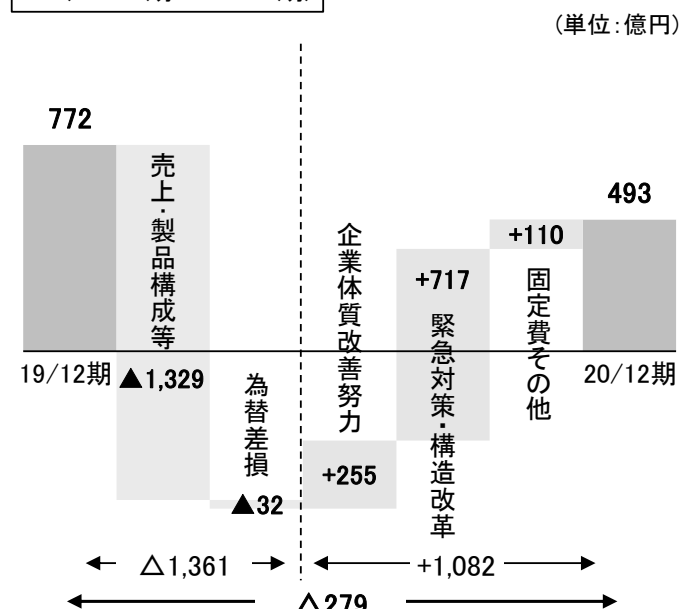 (単位:億円)
772
売上・製品構成等
493
+110
企業体質改善努力
+717
固定費その他
緊急対策・構造改革
19/12期
▲1,329
為替差損
20/12期
+255
▲32
△1,361
+1,082
△279